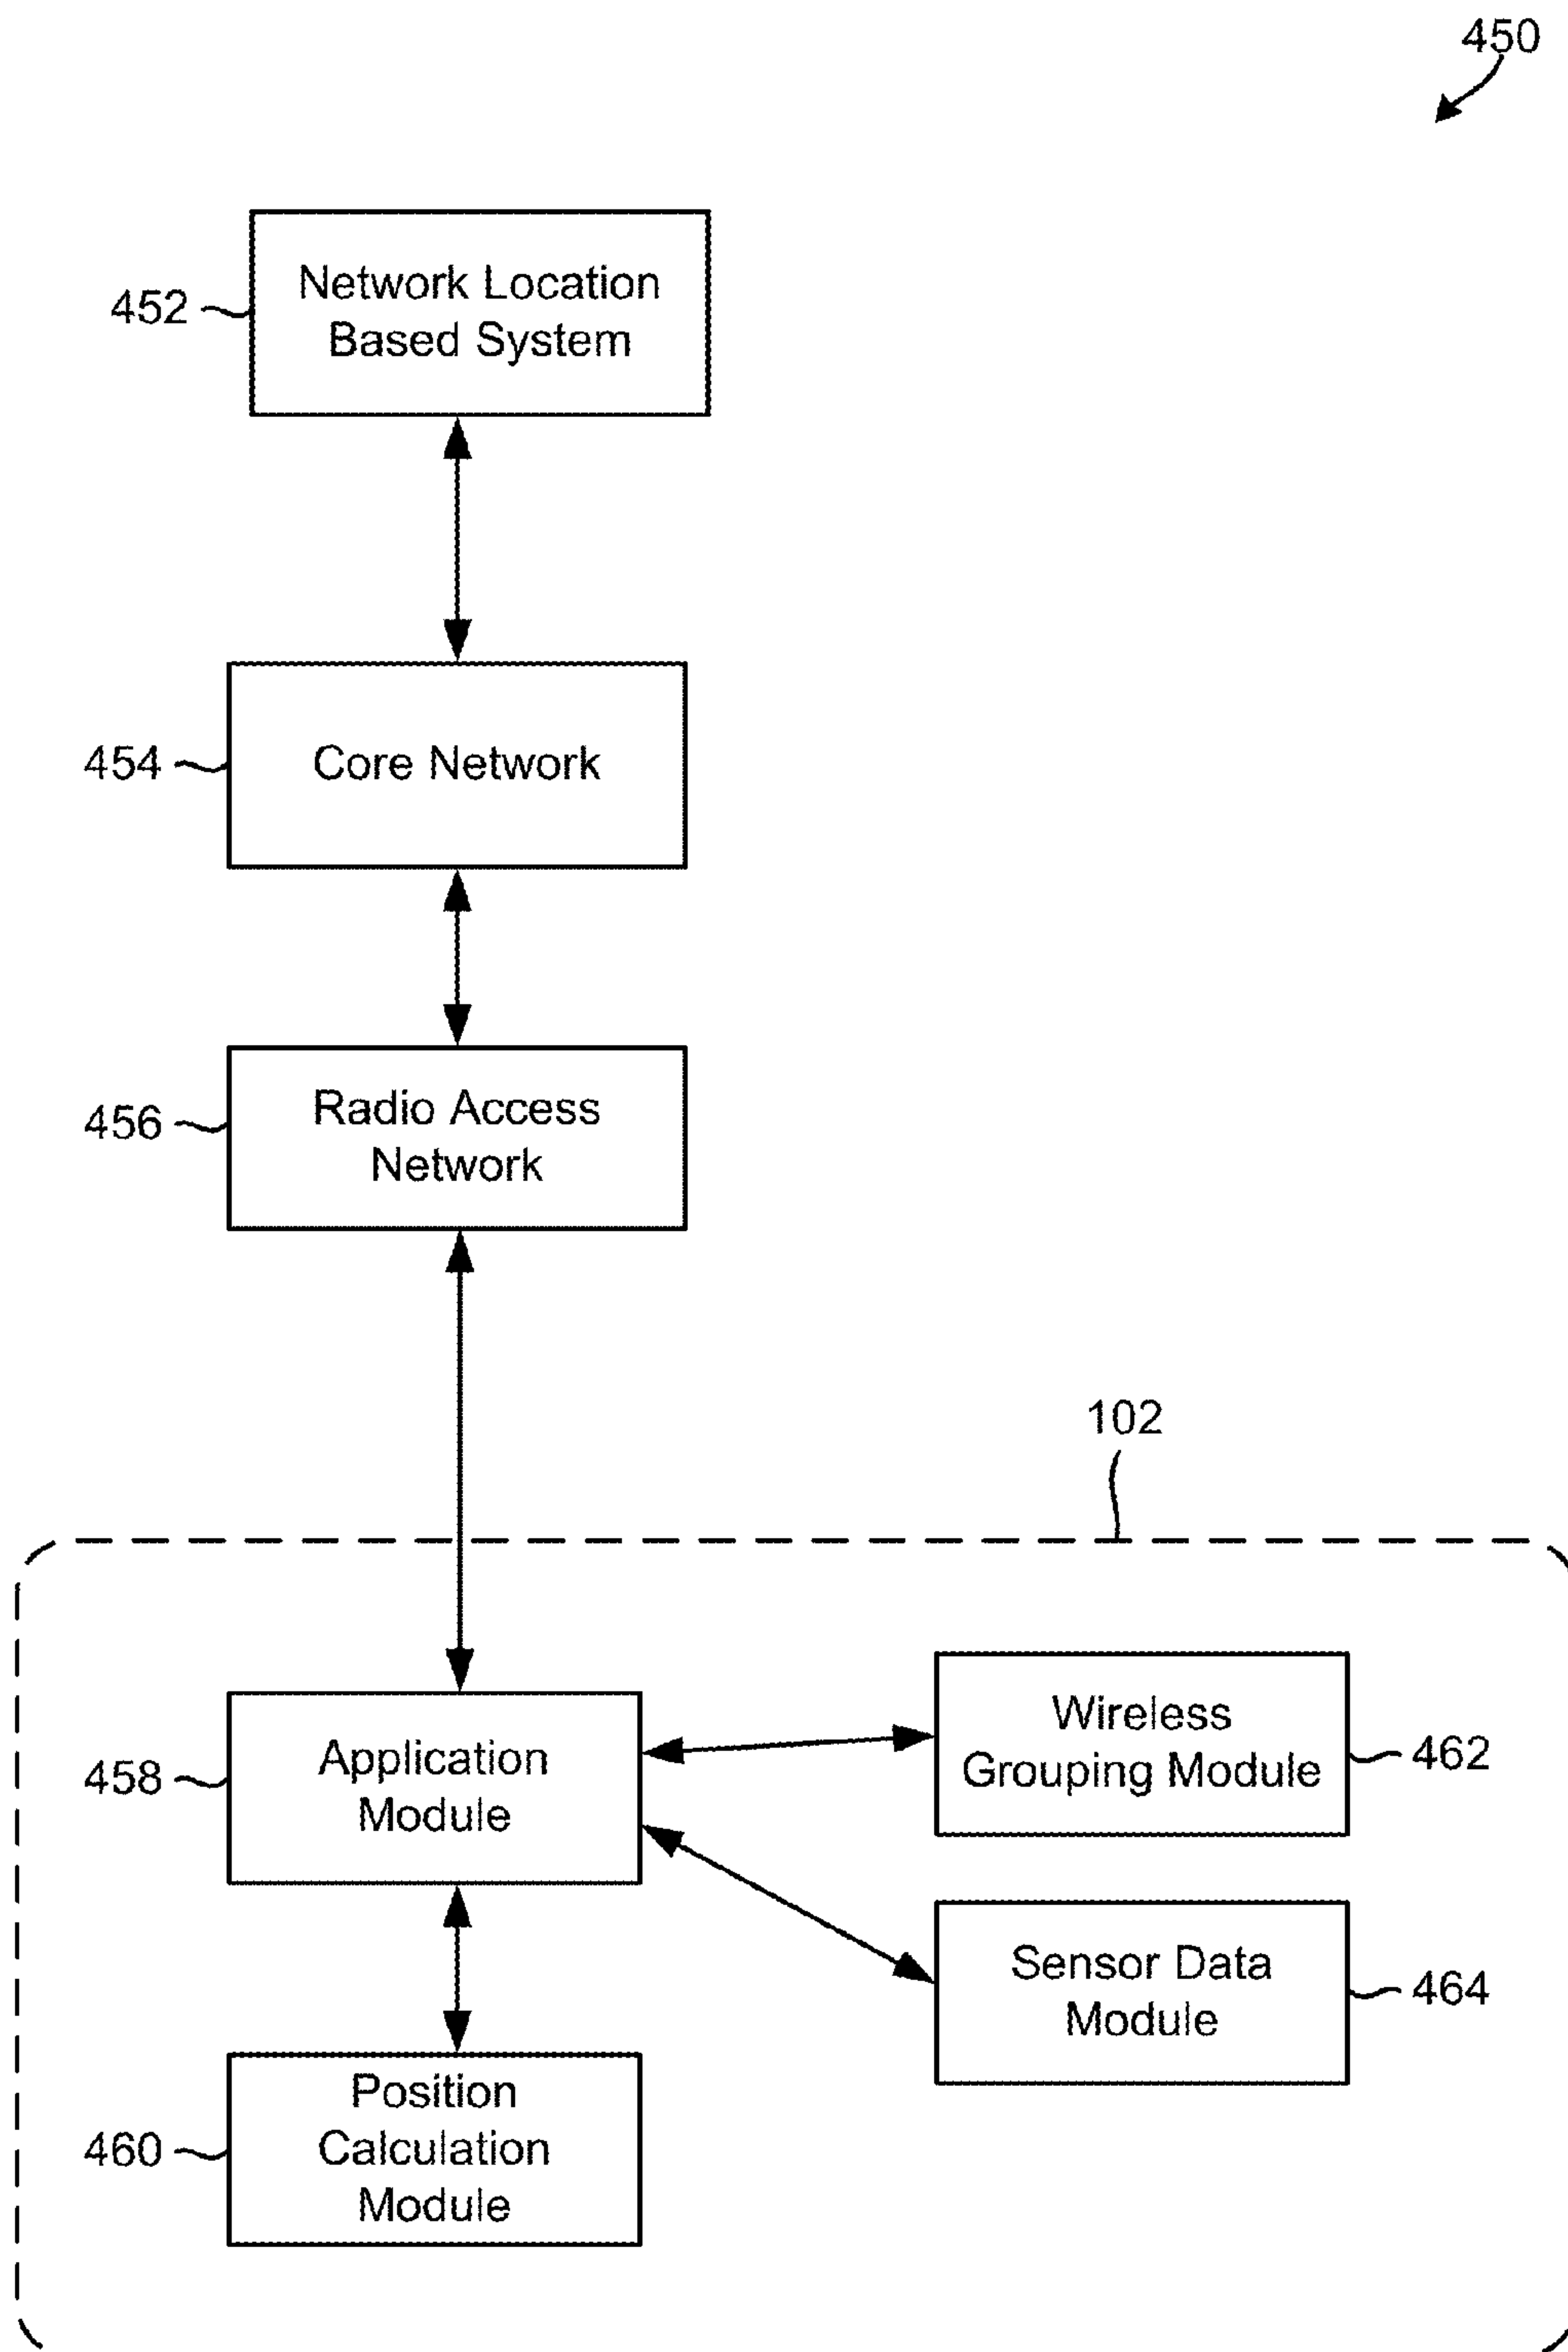 450
Network Location
Based System
452
Core Network
454
Radio Access
Network
456
102
Application
Module
458
Wireless
Grouping Module
462
Sensor Data
Module
464
Position
Calculation
Module
460